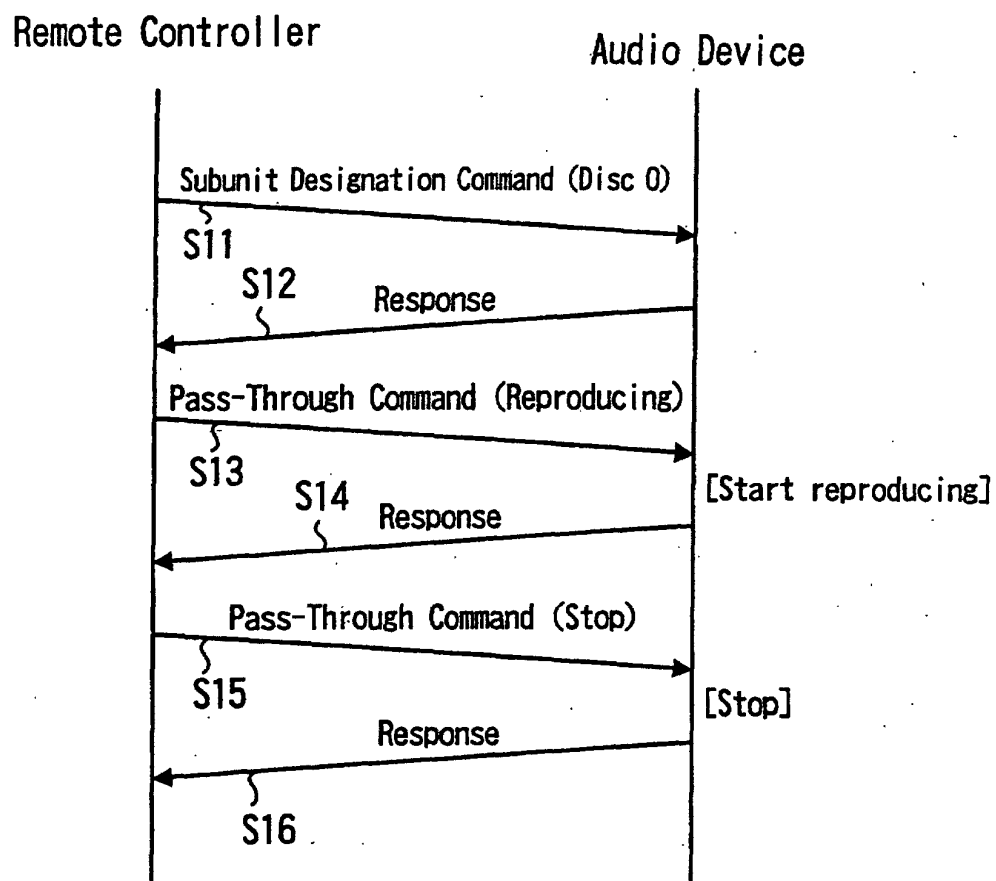 Remote Controller
Audio Device
Subunit Designation Command (Disc 0)
S11
S12
Response
Pass-Through Command (Reproducing)
S13
[Start reproducing]
S14
Response
Pass-Through Command (Stop)
S15
[Stop]
Response
S16